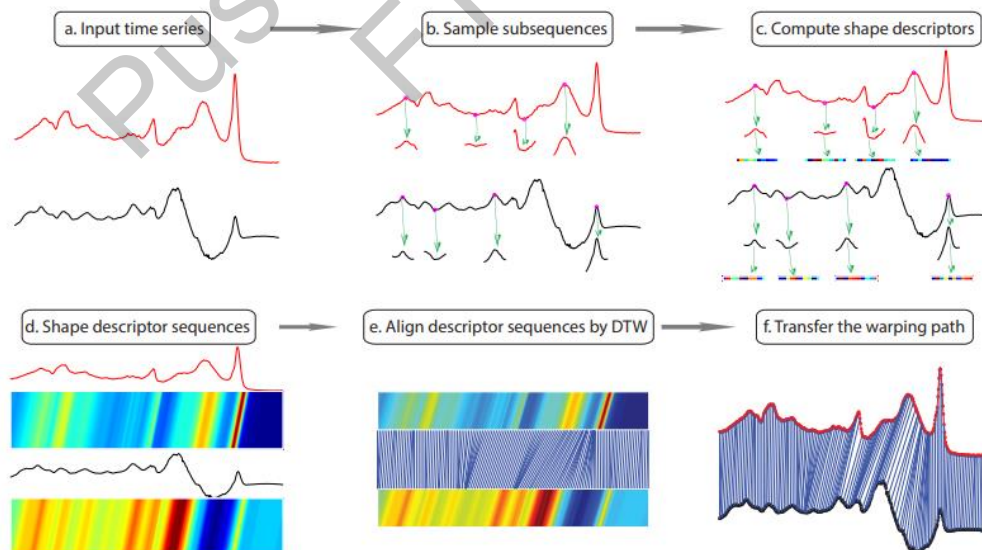 a. Input time series
b. Sample subsequences
c. Compute shape descriptors
d. Shape descriptor sequences
e. Align descriptor sequences by DTW
f. Transfer the warping path